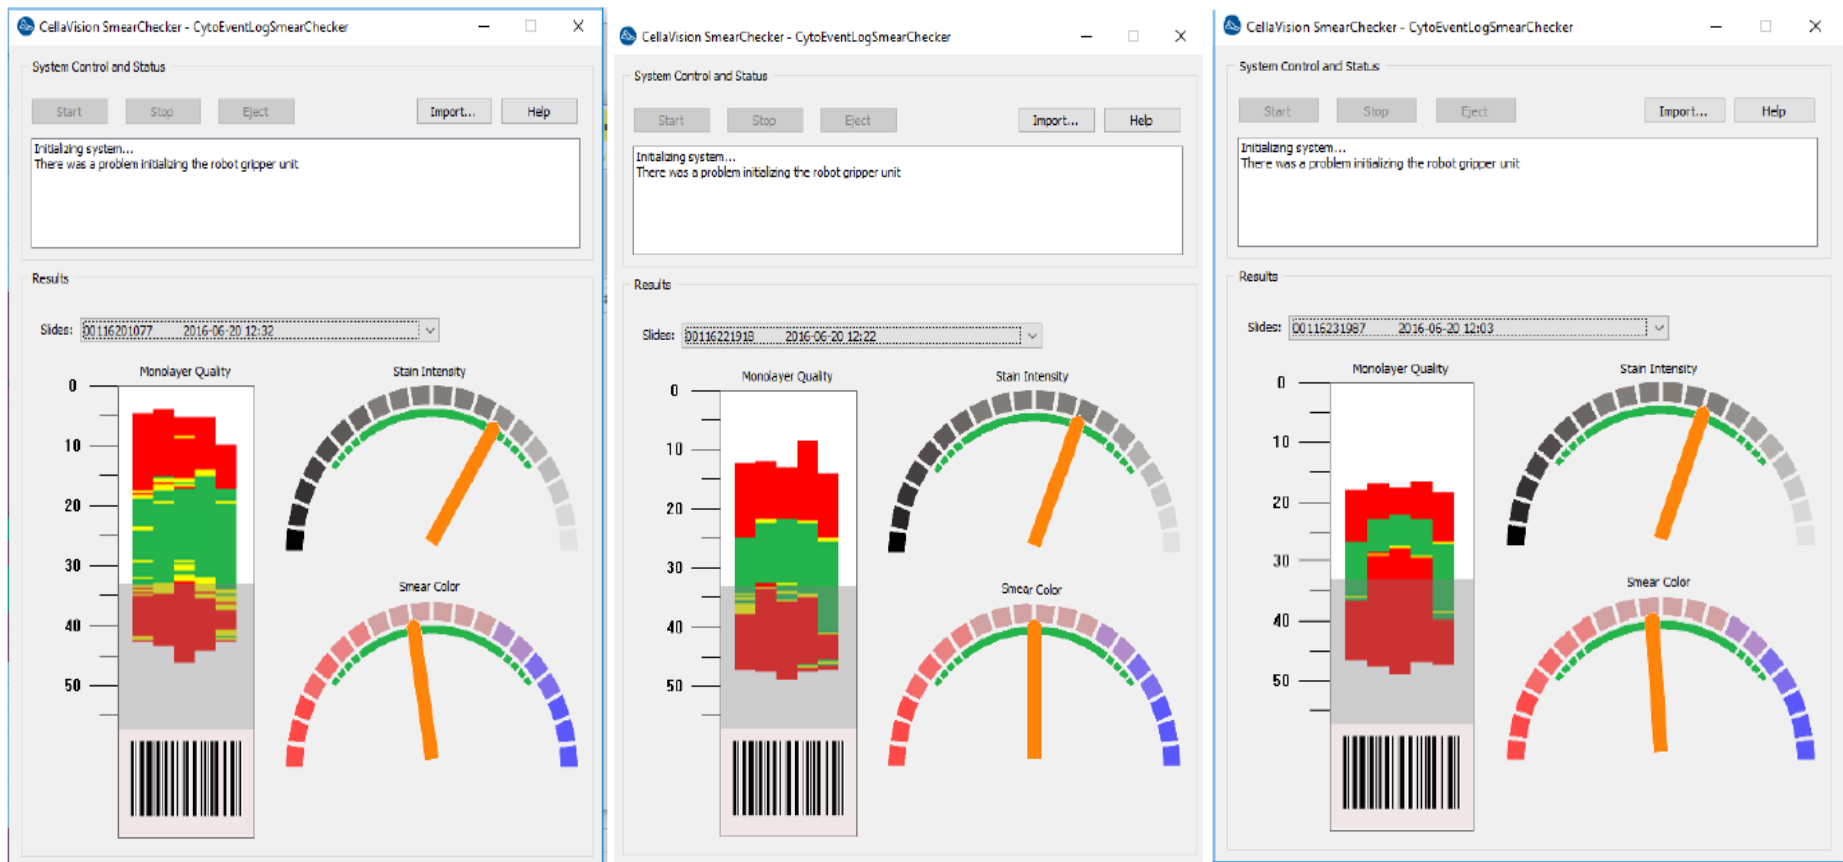 CellaVision SmearChecker - CytoEventLogSmearChecker
System Control and Status
Start Stop Eject Import... Help
Initializing system...
There was a problem initializing the robot gripper unit
Results
Slides: 00116201077 2016-06-20 12:32
Monolayer Quality
Stain Intensity
0
10
20
30
40
50
Smear Color
CellaVision SmearChecker - CytoEventLogSmearChecker
System Control and Status
Start Stop Eject Import... Help
Initializing system...
There was a problem initializing the robot gripper unit
Results
Slides: 00116221918 2016-06-20 12:22
Monolayer Quality
Stain Intensity
0
10
20
30
40
50
Smear Color
CellaVision SmearChecker - CytoEventLogSmearChecker
System Control and Status
Start Stop Eject Import... Help
Initializing system...
There was a problem initializing the robot gripper unit
Results
Slides: 00116231987 2016-06-20 12:03
Monolayer Quality
Stain Intensity
0
10
20
30
40
50
Smear Color